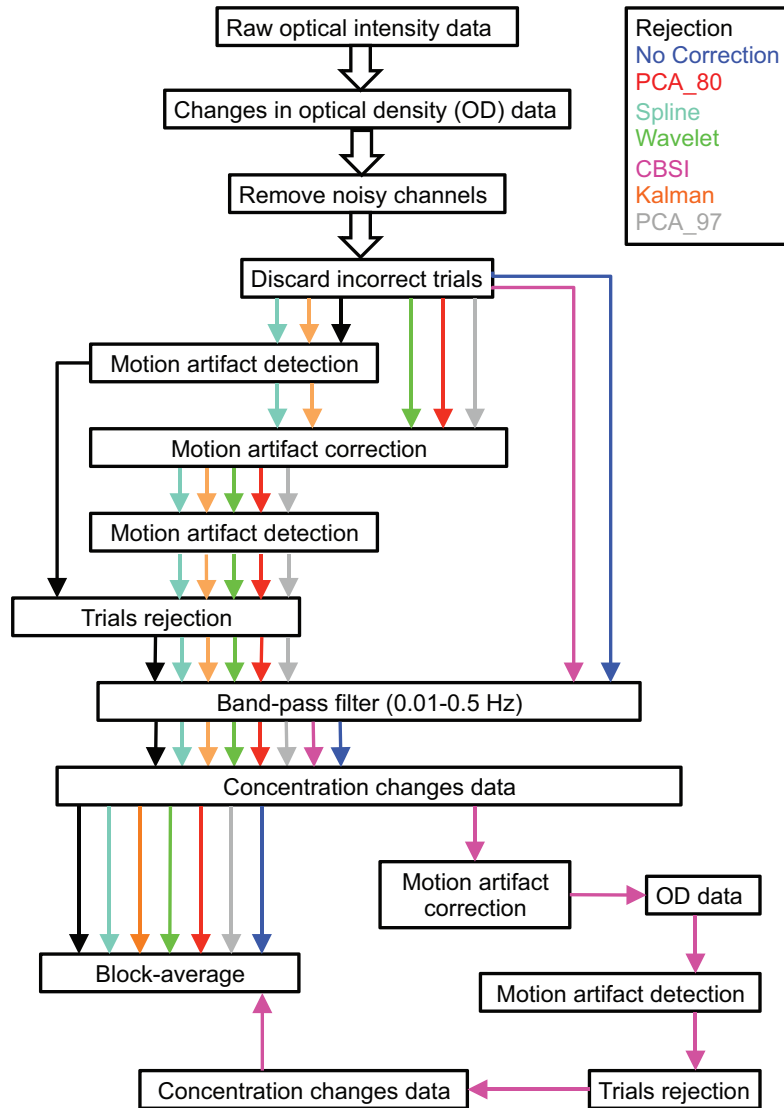 Raw optical intensity data
Changes in optical density (OD) data
Remove noisy channels
Discard incorrect trials
Motion artifact detection
Motion artifact correction
Motion artifact detection
Trials rejection
Band-pass filter (0.01-0.5 Hz)
Concentration changes data
Motion artifact
correction
OD data
Block-average
Motion artifact detection
Concentration changes data
Trials rejection
Rejection
No Correction
PCA_80
Spline
Wavelet
CBSI
Kalman
PCA_97